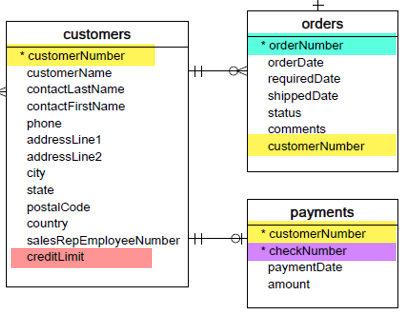 customers
* customerNumber
customerName
contactLastName
contactFirstName
phone
addressLine1
addressLine2
city
state
postalCode
country
salesRepEmployeeNumber
creditLimit
orders
* orderNumber
orderDate
requiredDate
shippedDate
status
comments
customerNumber
payments
* customerNumber
* checkNumber
paymentDate
amount